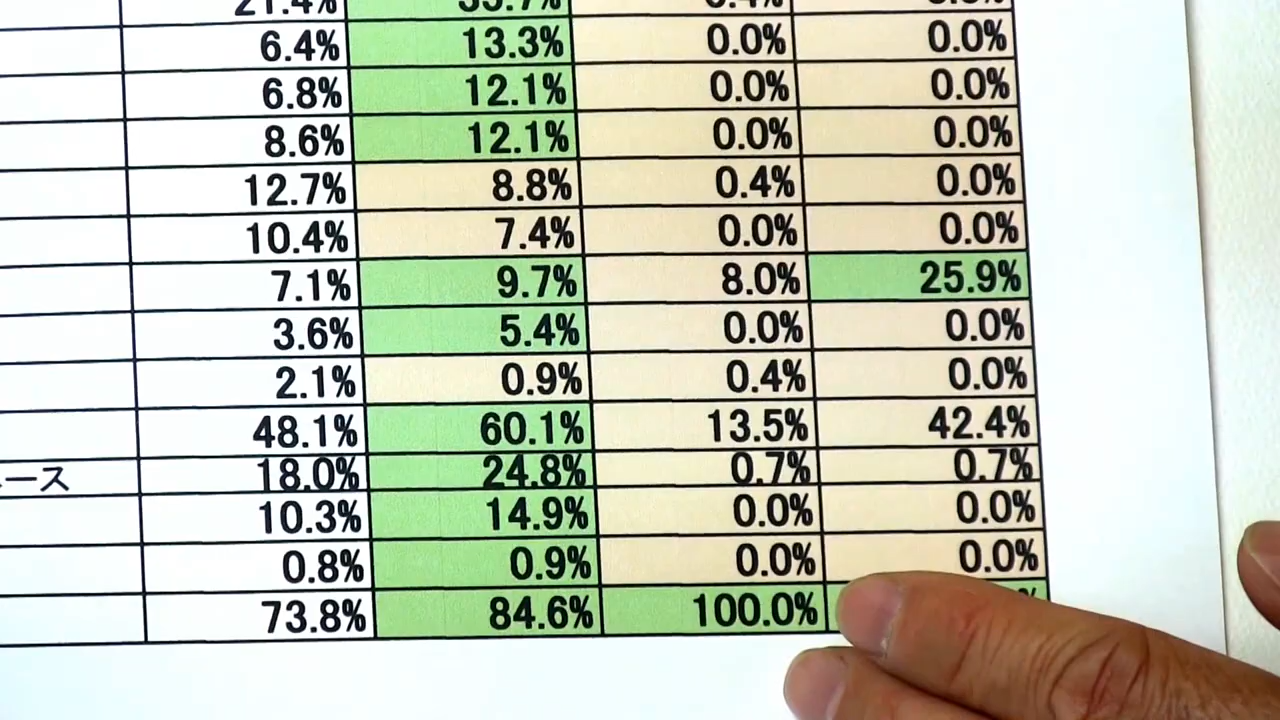 21.4%
6.4% 13.3% 0.0% 0.0%
6.8% 12.1% 0.0% 0.0%
8.6% 12.1% 0.0% 0.0%
12.7% 8.8% 0.4% 0.0%
10.4% 7.4% 0.0% 0.0%
7.1% 9.7% 8.0% 25.9%
3.6% 5.4% 0.0% 0.0%
2.1% 0.9% 0.4% 0.0%
48.1% 60.1% 13.5% 42.4%
ース 18.0% 24.8% 0.7% 0.7%
10.3% 14.9% 0.0% 0.0%
0.8% 0.9% 0.0% 0.0%
73.8% 84.6% 100.0% %